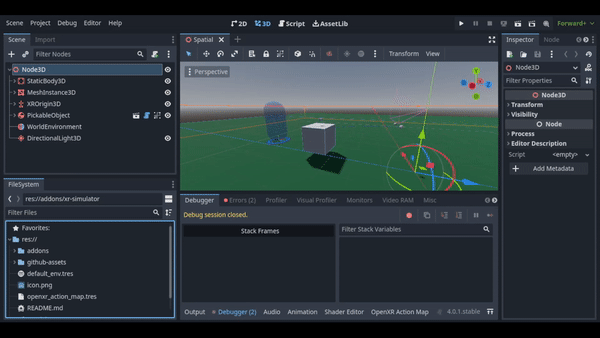 Scene Project Debug Editor Help
2D 3D Script AssetLib
Forward+
Scene Import
Filter Nodes
Node3D
StaticBody3D
MeshInstance3D
XROrigin3D
PickableObject
WorldEnvironment
DirectionalLight3D
FileSystem
res://addons/xr-simulator
Filter Files
Favorites:
res://
addons
github-assets
default_env.tres
icon.png
openxr_action_map.tres
README.md
Spatial
Transform View
Perspective
Debugger Errors (2) Profiler Visual Profiler Monitors Video RAM Misc
Debug session closed.
Stack Frames
Filter Stack Variables
Output Debugger (2) Audio Animation Shader Editor OpenXR Action Map 4.0.1.stable
Inspector Node
Node3D
Filter Properties
Node3D
Transform
Visibility
Node
Process
Editor Description
Script <empty>
Add Metadata